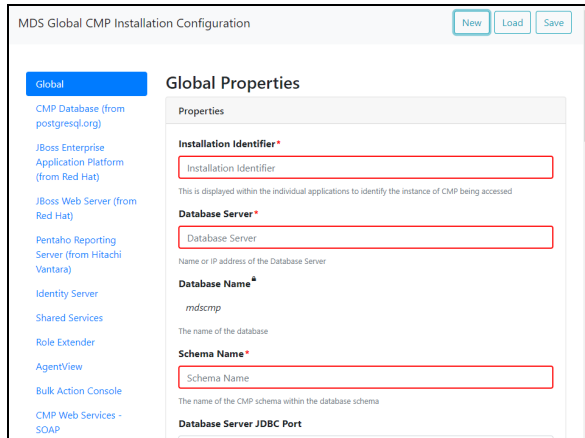 MDS Global CMP Installation Configuration
New
Load
Save
Global
CMP Database (from
postgresql.org)
JBoss Enterprise
Application Platform
(from Red Hat)
JBoss Web Server (from
Red Hat)
Pentaho Reporting
Server (from Hitachi
Vantara)
Identity Server
Shared Services
Role Extender
AgentView
Bulk Action Console
CMP Web Services -
SOAP
Global Properties
Properties
Installation Identifier*
Installation Identifier
This is displayed within the individual applications to identify the instance of CMP being accessed
Database Server*
Database Server
Name or IP address of the Database Server
Database Name
mdscmp
The name of the database
Schema Name*
Schema Name
The name of the CMP schema within the database schema
Database Server JDBC Port